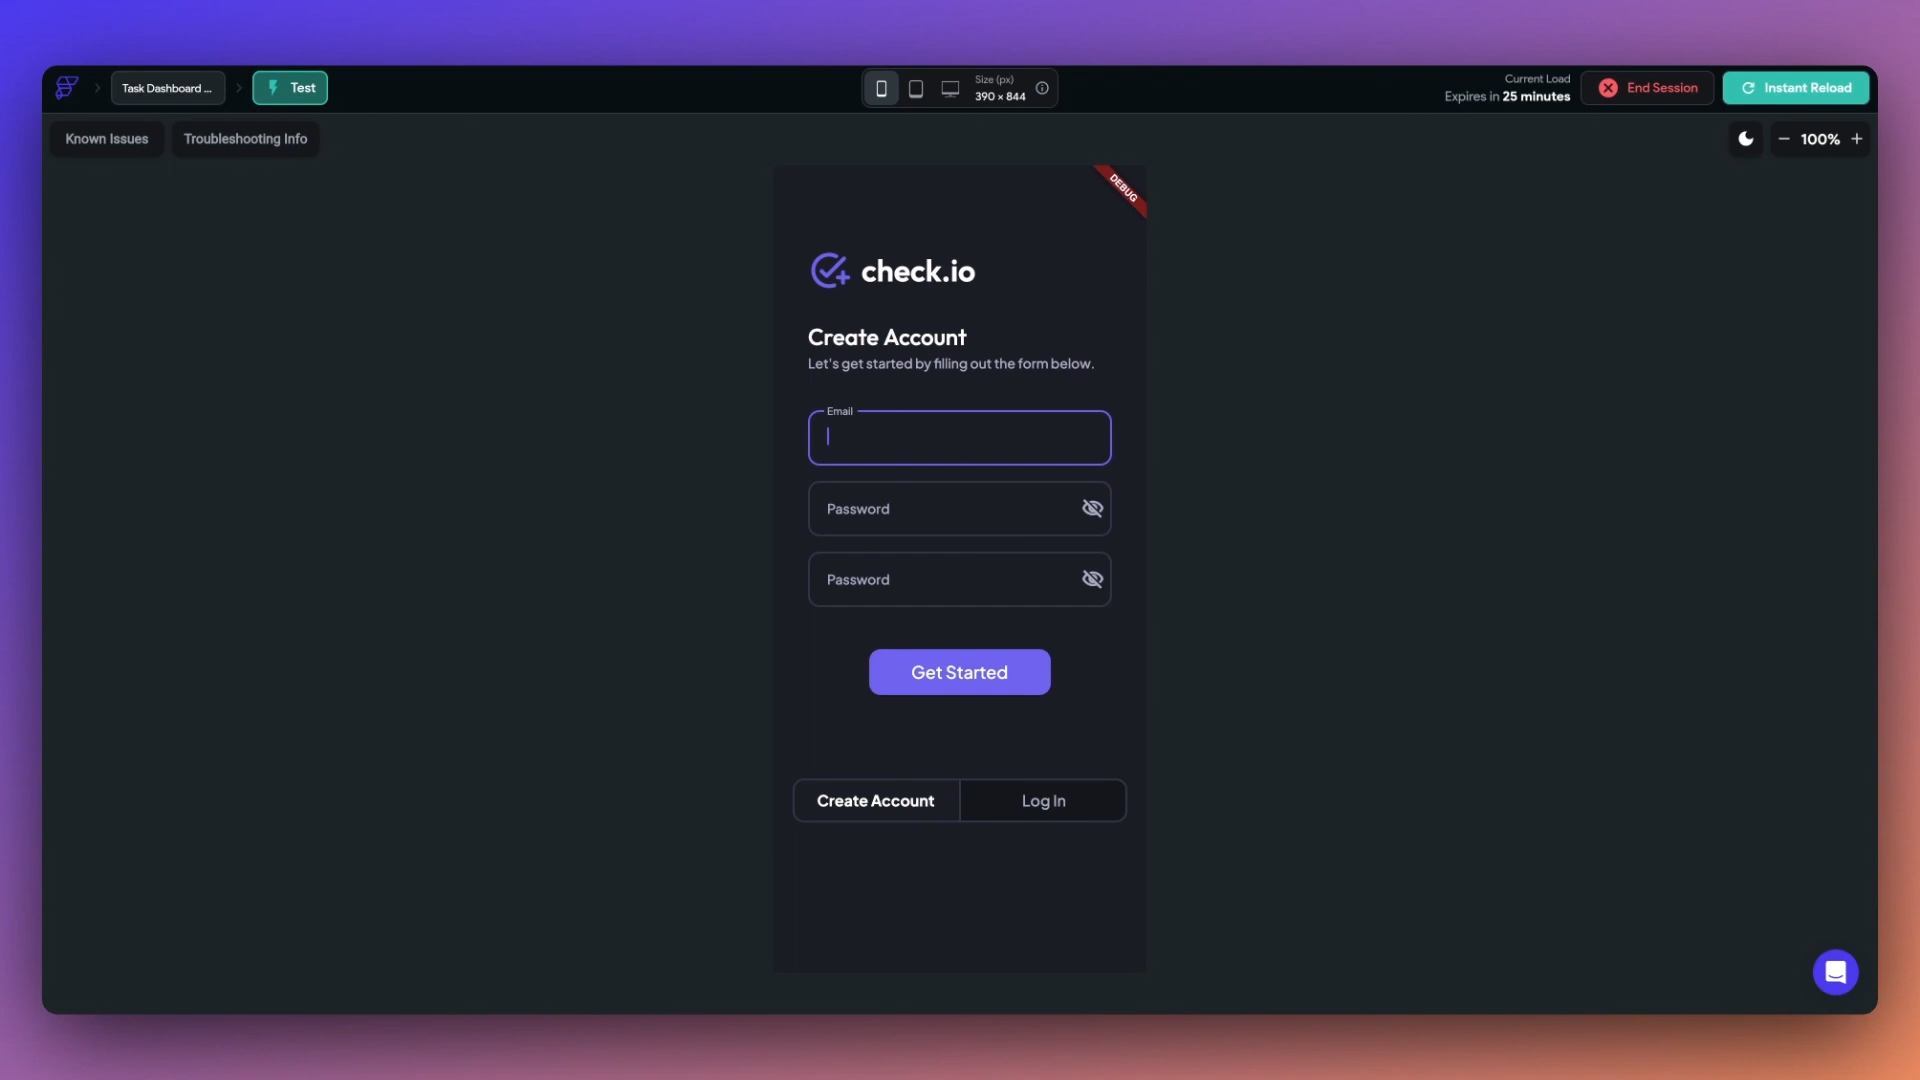 Task Dashboard ...
Test
Size (px)
390 × 844
Current Load
Expires in 25 minutes
End Session
Instant Reload
Known Issues
Troubleshooting Info
100%
DEBUG
check.io
Create Account
Let's get started by filling out the form below.
Email
Password
Password
Get Started
Create Account
Log In